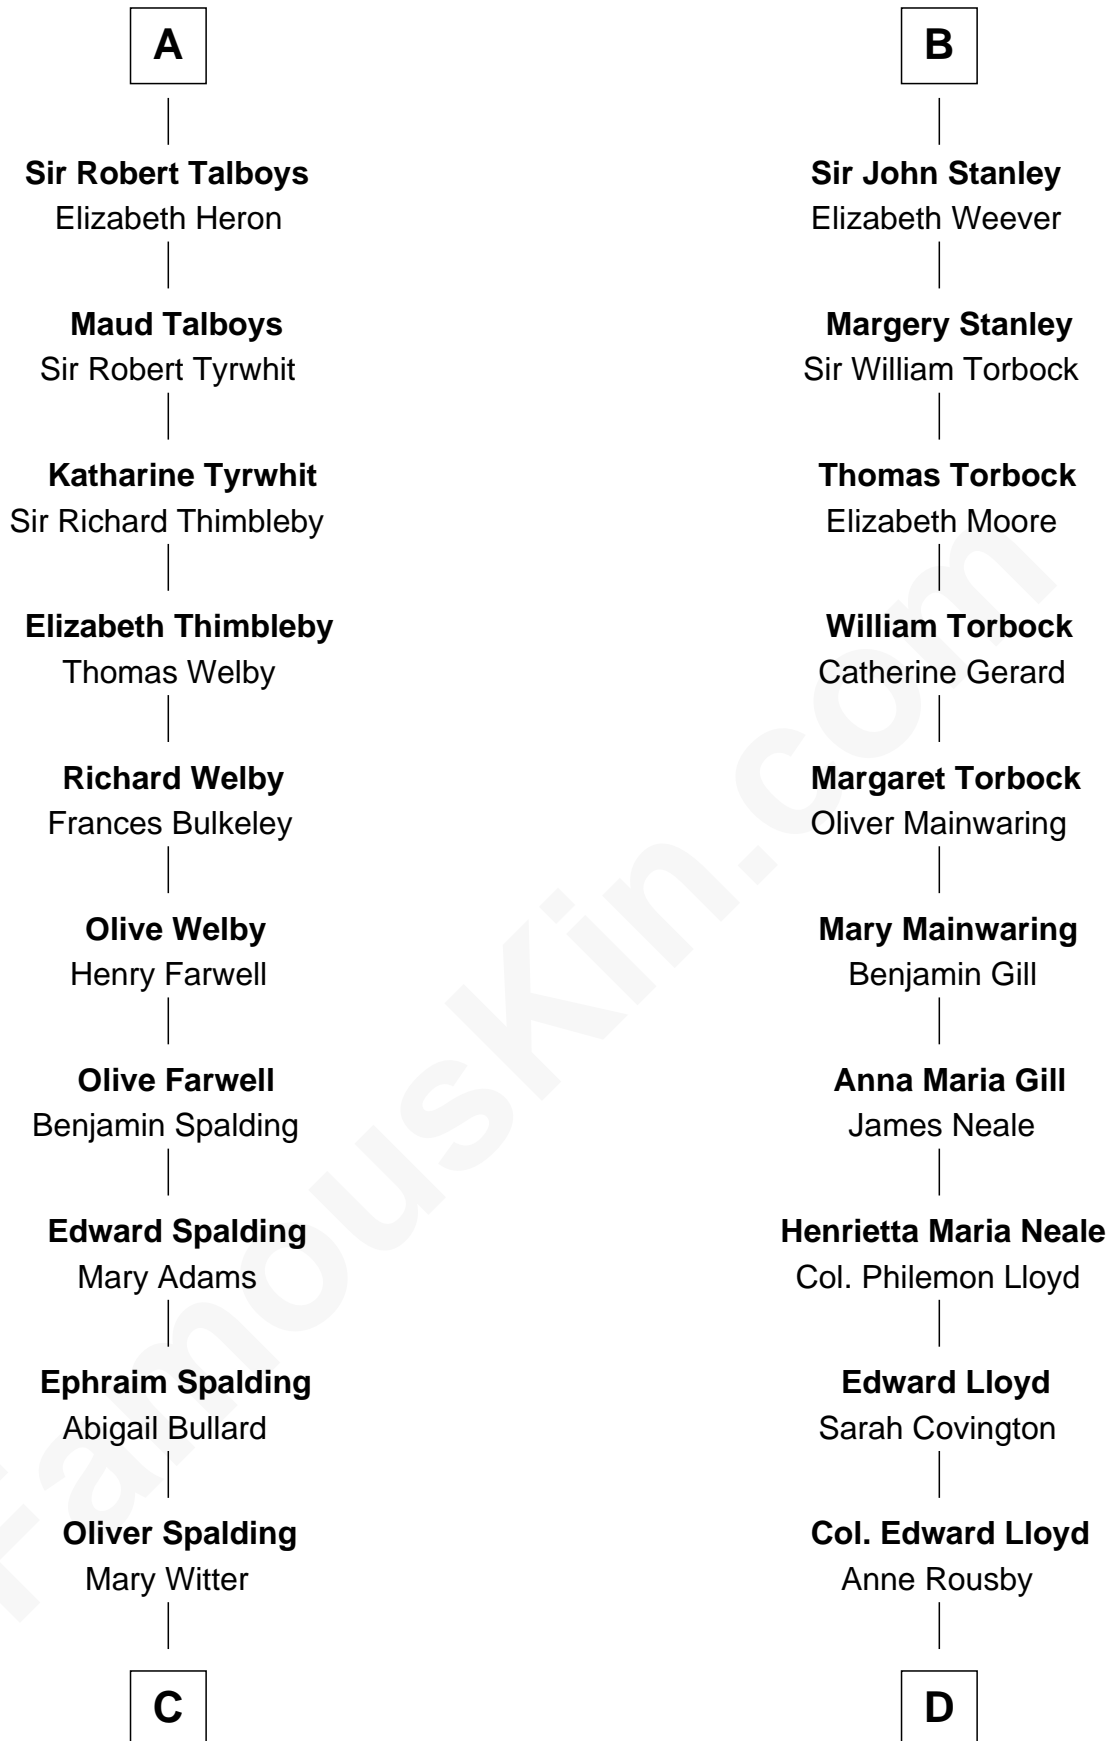 A
Sir Robert Talboys
Elizabeth Heron
Maud Talboys
Sir Robert Tyrwhit
Katharine Tyrwhit
Sir Richard Thimbleby
Elizabeth Thimbleby
Thomas Welby
Richard Welby
Frances Bulkeley
Olive Welby
Henry Farwell
Olive Farwell
Benjamin Spalding
Edward Spalding
Mary Adams
Ephraim Spalding
Abigail Bullard
Oliver Spalding
Mary Witter
C
B
Sir John Stanley
Elizabeth Weever
Margery Stanley
Sir William Torbock
Thomas Torbock
Elizabeth Moore
William Torbock
Catherine Gerard
Margaret Torbock
Oliver Mainwaring
Mary Mainwaring
Benjamin Gill
Anna Maria Gill
James Neale
Henrietta Maria Neale
Col. Philemon Lloyd
Edward Lloyd
Sarah Covington
Col. Edward Lloyd
Anne Rousby
D
FamousKin.com